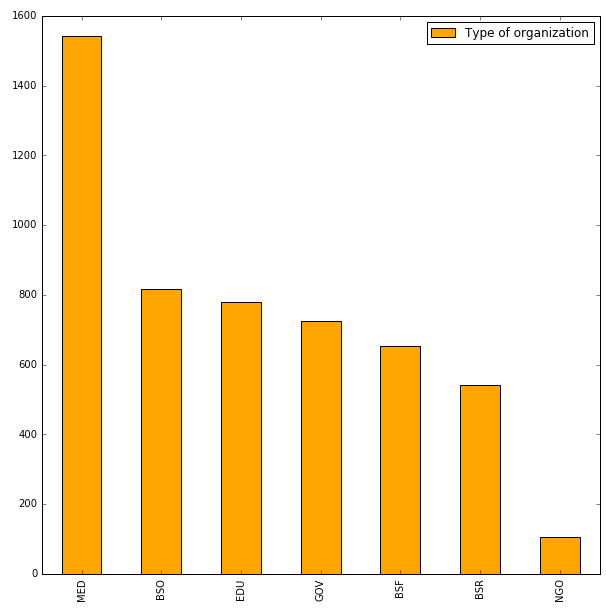 Type of organization
1600
1400
1200
1000
800
600
400
200
0
MED
BSO
EDU
GOV
BSF
BSR
NGO